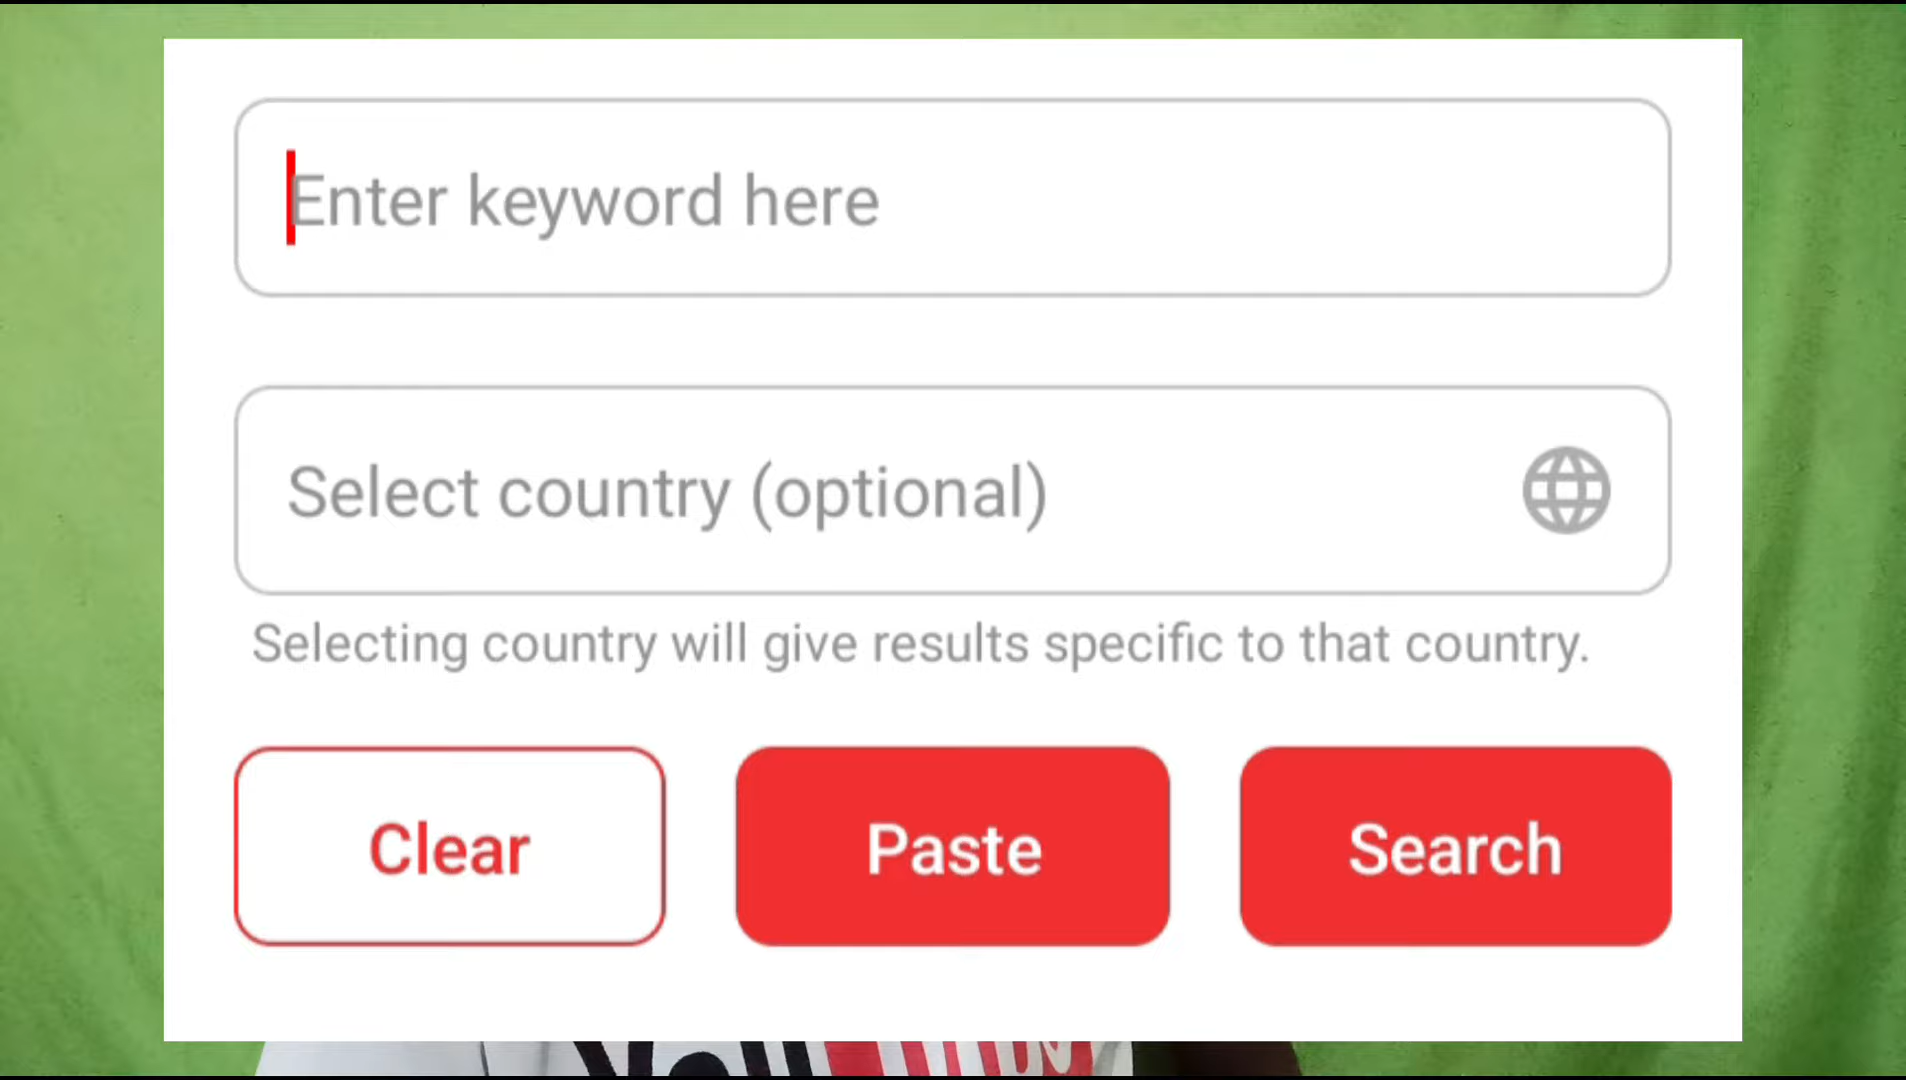 Enter keyword here
Select country (optional)
Selecting country will give results specific to that country.
Clear
Paste
Search